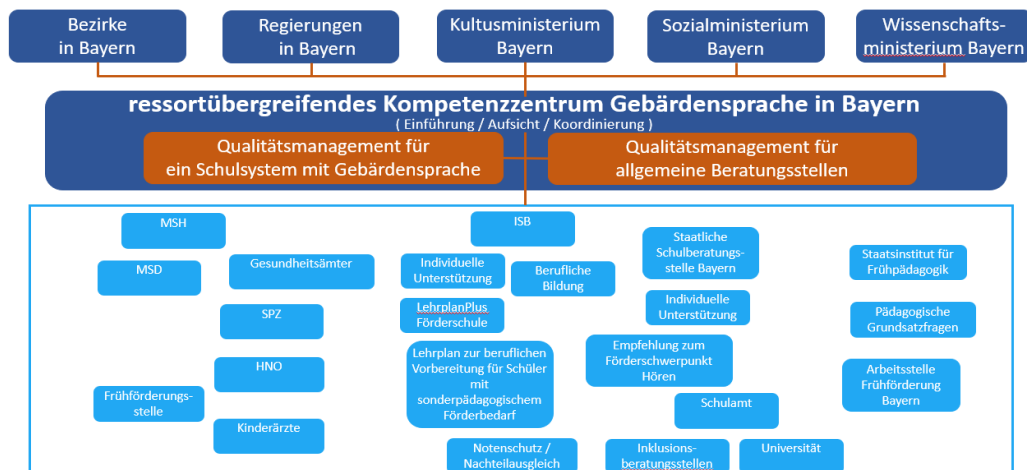 Bezirke
in Bayern
Regierungen
in Bayern
Kultusministerium
Bayern
Sozialministerium
Bayern
Wissenschafts-
ministerium Bayern
ressortübergreifendes Kompetenzzentrum Gebärdensprache in Bayern
( Einführung / Aufsicht / Koordinierung )
Qualitätsmanagement für
ein Schulsystem mit Gebärdensprache
Qualitätsmanagement für
allgemeine Beratungsstellen
MSH
MSD
Gesundheitsämter
SPZ
HNO
Frühförderungs-
stelle
Kinderärzte
ISB
Individuelle
Unterstützung
Berufliche
Bildung
LehrplanPlus
Förderschule
Lehrplan zur beruflichen
Vorbereitung für Schüler
mit
sonderpädagogischem
Förderbedarf
Notenschutz /
Nachteilausgleich
Staatliche
Schulberatungs-
stelle Bayern
Individuelle
Unterstützung
Empfehlung zum
Förderschwerpunkt
Hören
Schulamt
Inklusions-
beratungsstellen
Universität
Staatsinstitut für
Frühpädagogik
Pädagogische
Grundsatzfragen
Arbeitsstelle
Frühförderung
Bayern